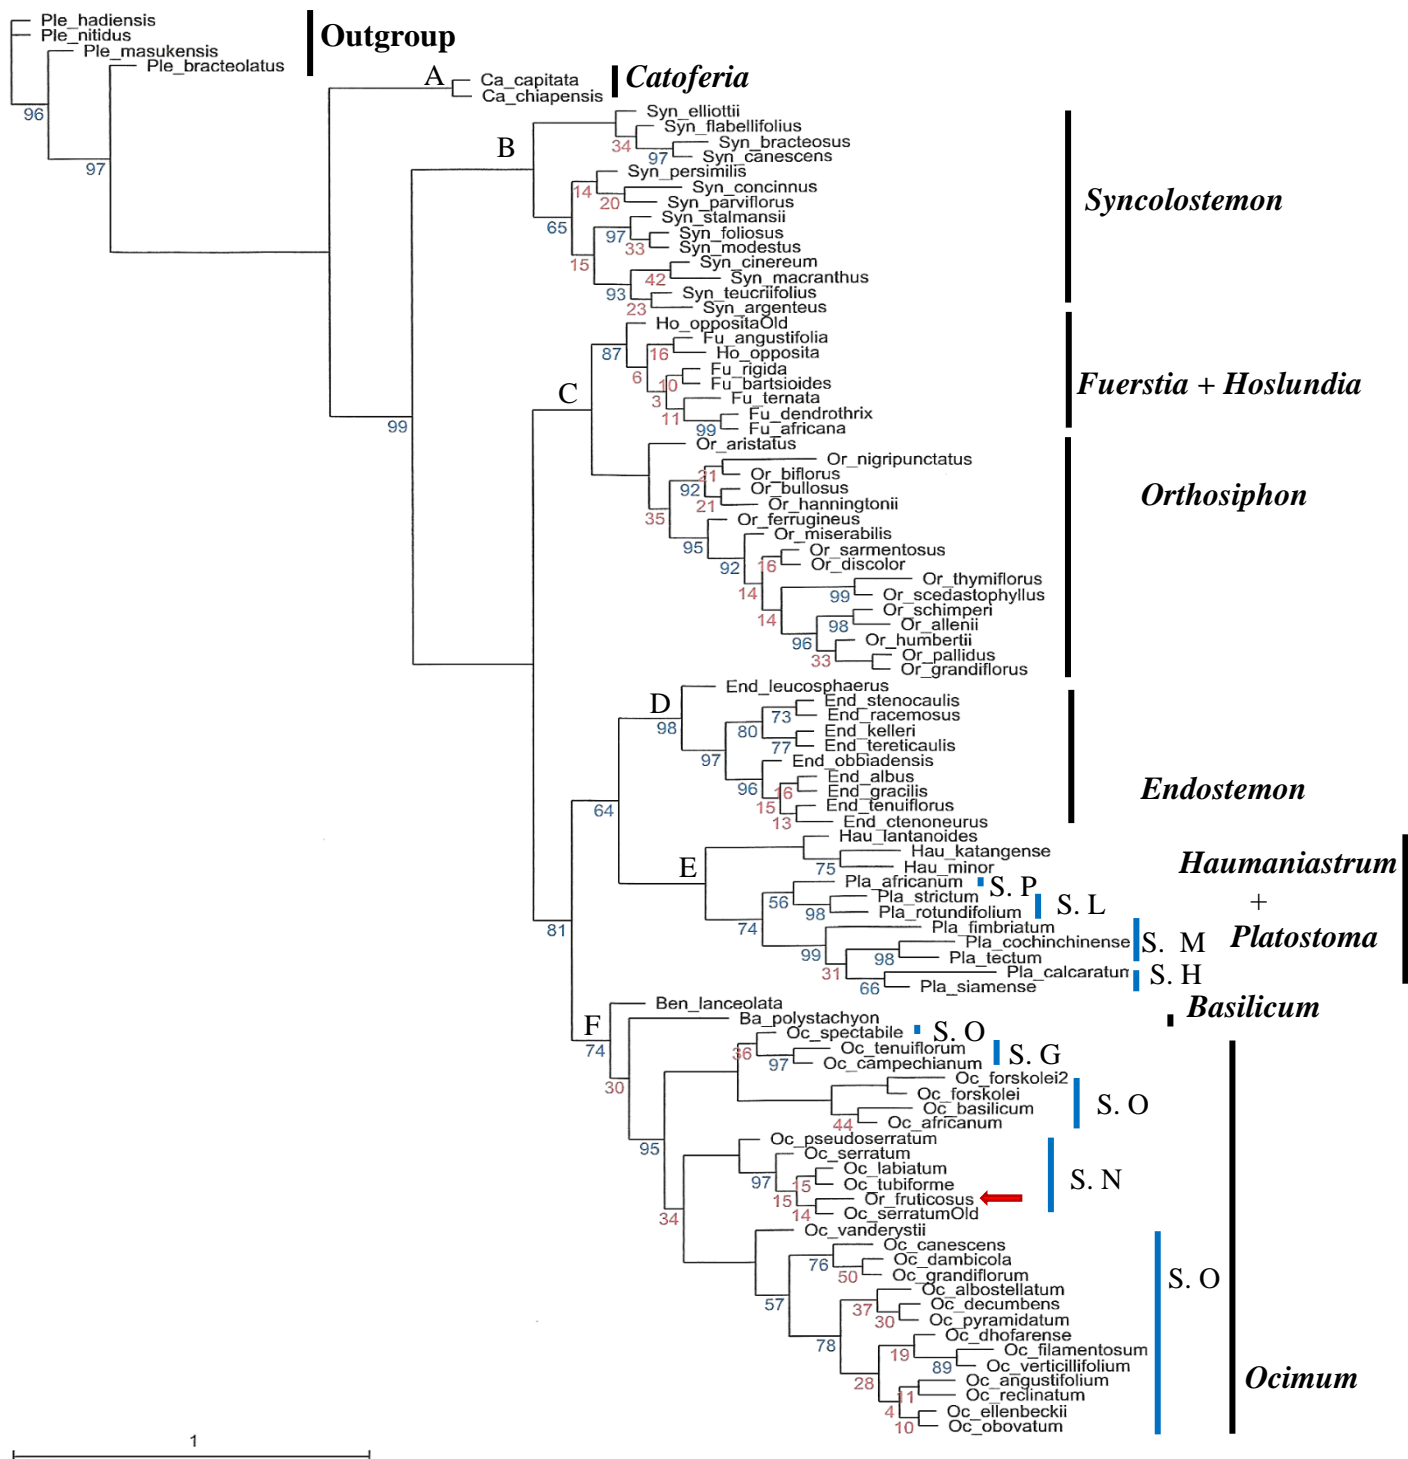 Ple_hadiensis
Ple_nitidus
Outgroup
Ple_masukensis
Ple_bracteolatus
A
Ca_capitata
Catoferia
Ca_chiapensis
96
Syn_elliottii
Syn_flabellifolius
34
Syn_bracteosus
B
97
Syn_canescens
97
Syn_persimilis
14
Syn_concinnus
20
Syn_parviflorus
Syncolostemon
Syn_stalmansii
65
Syn_foliosus
97
33
Syn_modestus
15
Syn_cinereum
42
Syn_macranthus
93
Syn_teucriifolius
23
Syn_argenteus
Ho_oppositaOld
Fu_angustifolia
87
16
Ho_opposita
Fu_rigida
6
10
Fu_bartsioides
Fuerstia + Hoslundia
C
3
Fu_ternata
11
Fu_dendrothrix
99
99
Fu_africana
Or_aristatus
Or_nigripunctatus
21
Or_biflorus
92
Or_bullosus
Orthosiphon
21
Or_hanningtonii
35
Or_ferrugineus
95
Or_miserabilis
Or_sarmentosus
92
16
Or_discolor
Or_thymiflorus
14
99
Or_scedastophyllus
Or_schimperi
14
98
Or_allenii
96
Or_humbertii
33
Or_pallidus
Or_grandiflorus
End_leucosphaerus
D
End_stenocaulis
73
End_racemosus
98
80
End_kelleri
77
End_tereticaulis
97
End_obbiadensis
End_albus
96
16
End_gracilis
Endostemon
15
End_tenuiflorus
64
13
End_ctenoneurus
Hau_lantanoides
Hau_katangense
E
75
Hau_minor
Haumaniastrum
+
Platostoma
Pla_africanum
S. P
56
Pla_strictum
98
Pla_rotundifolium
S. L
74
Pla_fimbriatum
81
Pla_cochinchinense
S. M
99
98
Pla_tectum
31
Pla_calcaratum
S. H
66
Pla_siamense
Ben_lanceolata
Basilicum
F
Ba_polystachyon
Oc_spectabile
S. O
74
36
Oc_tenuiflorum
97
Oc_campechianum
S. G
30
Oc_forskolei2
Oc_forskolei
Oc_basilicum
S. O
44
Oc_africanum
95
Oc_pseudoserratum
Oc_serratum
97
Oc_labiatum
15
Oc_tubiforme
S. N
15
Or_fruticosus
14
Oc_serratumOld
34
Oc_vanderystii
Oc_canescens
76
Oc_dambicola
50
Oc_grandiflorum
S. O
57
Oc_albostellatum
37
Oc_decumbens
30
Oc_pyramidatum
78
Oc_dhofarense
19
Oc_filamentosum
89
Oc_verticillifolium
28
Oc_angustifolium
Ocimum
11
Oc_reclinatum
4
Oc_ellenbeckii
10
Oc_obovatum
1